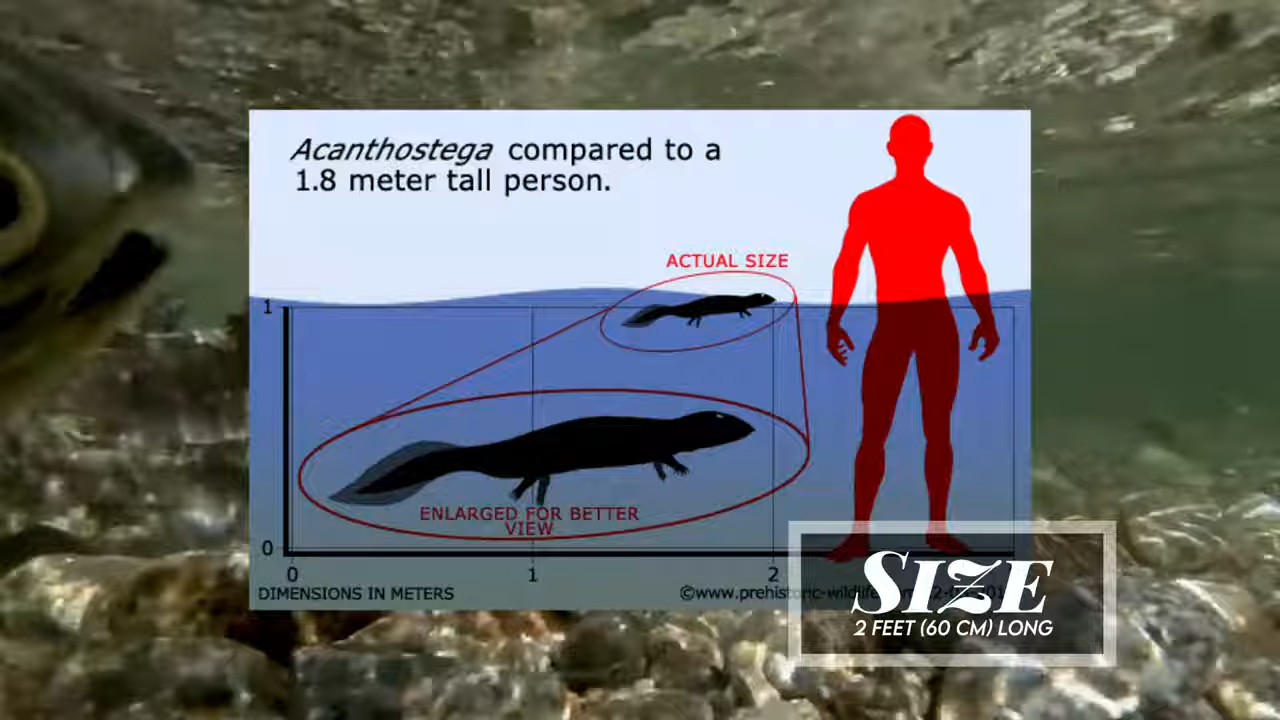 Acanthostega compared to a
1.8 meter tall person.
ACTUAL SIZE
1
ENLARGED FOR BETTER
VIEW
0
0 1 2
DIMENSIONS IN METERS
SIZE
2 FEET (60 CM) LONG